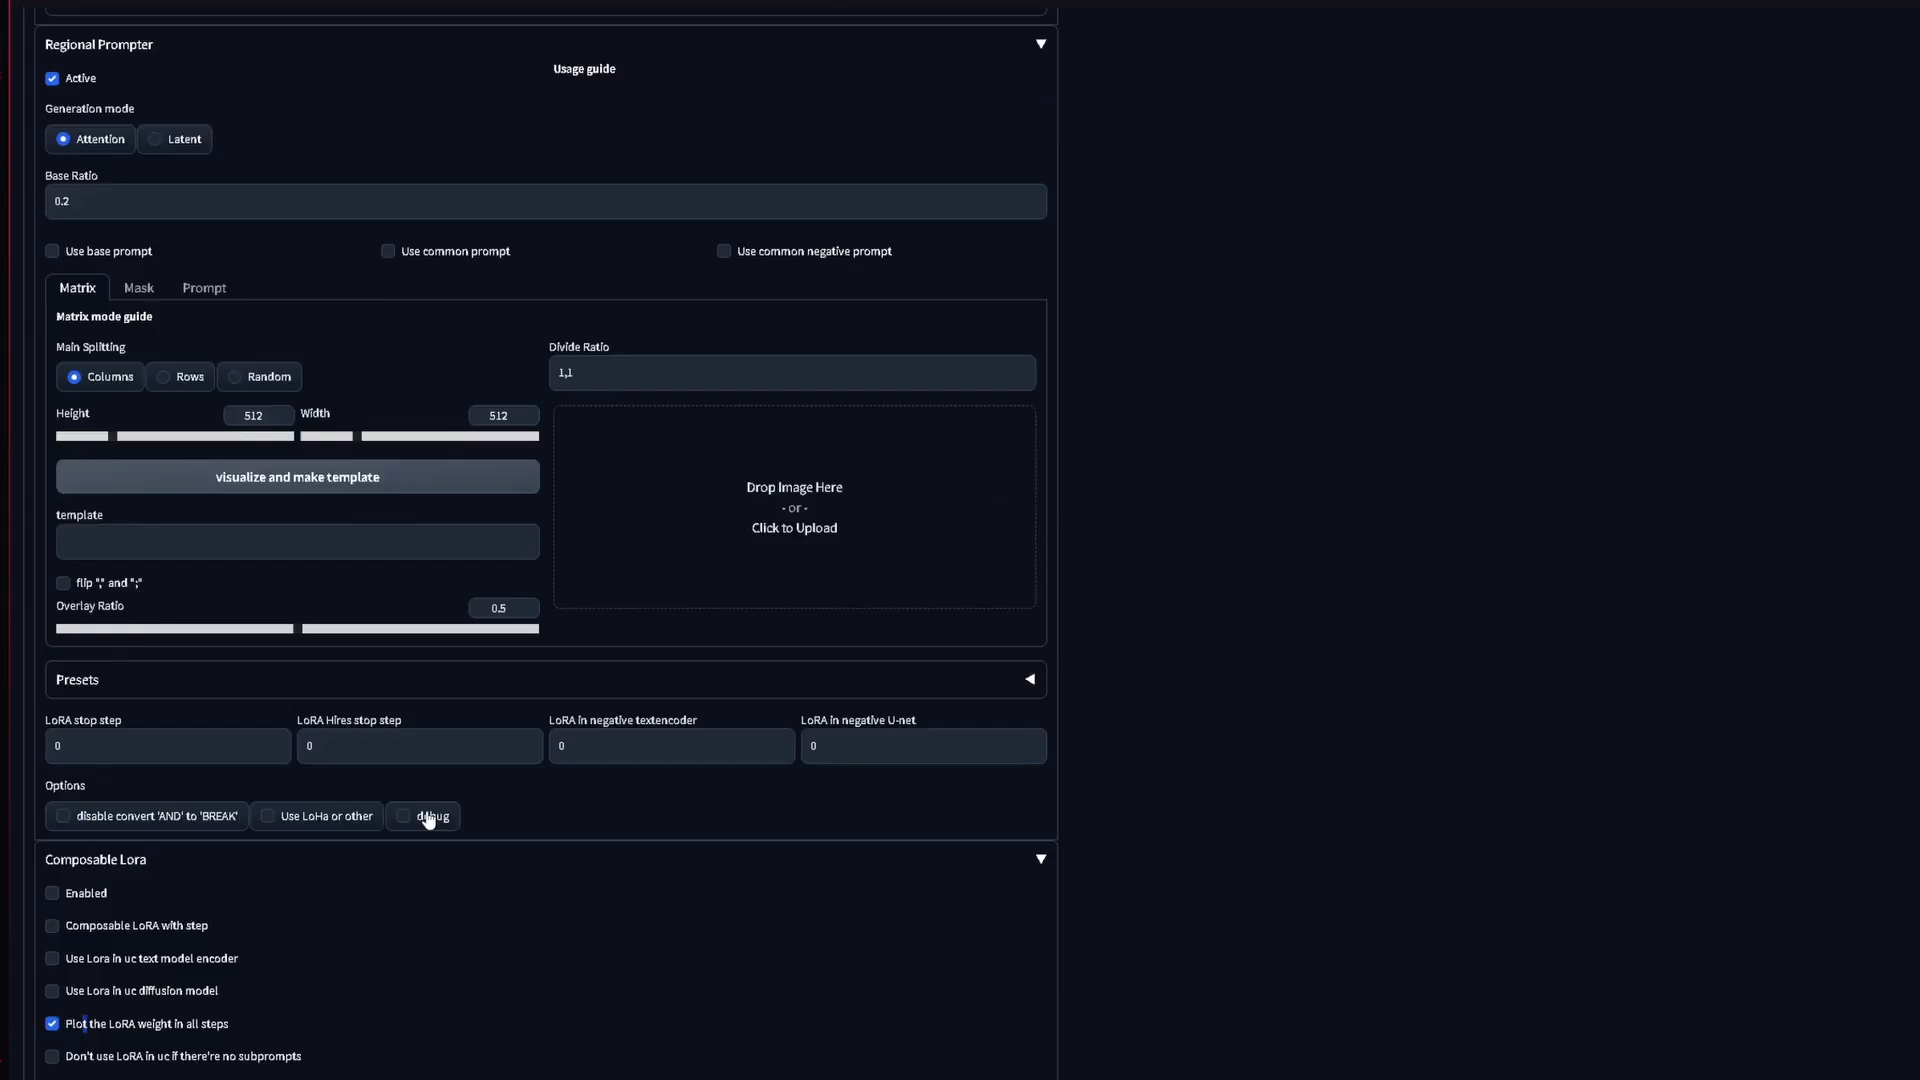 Regional Prompter ▼
Active
Usage guide
Generation mode
Attention Latent
Base Ratio
0.2
Use base prompt Use common prompt Use common negative prompt
Matrix Mask Prompt
Matrix mode guide
Main Splitting
Columns Rows Random
Divide Ratio
1,1
Height 512 Width 512
visualize and make template
template
Drop Image Here
- or -
Click to Upload
flip "," and ";"
Overlay Ratio 0.5
Presets ◀
LoRA stop step LoRA Hires stop step LoRA in negative textencoder LoRA in negative U-net
0 0 0 0
Options
disable convert 'AND' to 'BREAK' Use LoHa or other debug
Composable Lora ▼
Enabled
Composable LoRA with step
Use Lora in uc text model encoder
Use Lora in uc diffusion model
Plot the LoRA weight in all steps
Don't use LoRA in uc if there're no subprompts